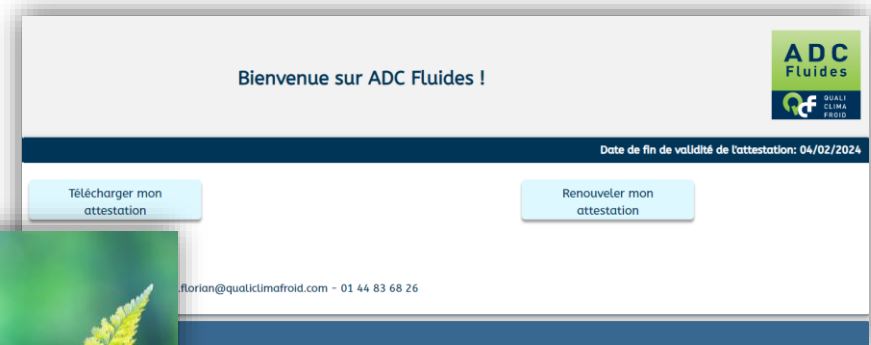 Bienvenue sur ADC Fluides !
ADC
Fluides
QUALI
CLIMA
FROID
Date de fin de validité de l'attestation: 04/02/2024
Télécharger mon
attestation
Renouveler mon
attestation
.florian@qualiclimafroid.com - 01 44 83 68 26